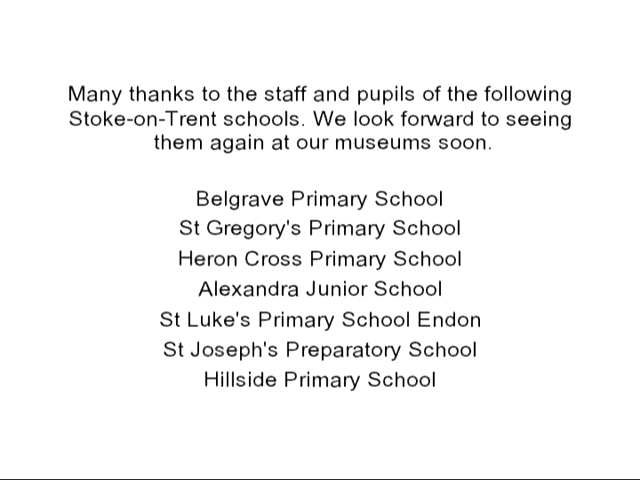 Many thanks to the staff and pupils of the following
Stoke-on-Trent schools. We look forward to seeing
them again at our museums soon.
Belgrave Primary School
St Gregory's Primary School
Heron Cross Primary School
Alexandra Junior School
St Luke's Primary School Endon
St Joseph's Preparatory School
Hillside Primary School